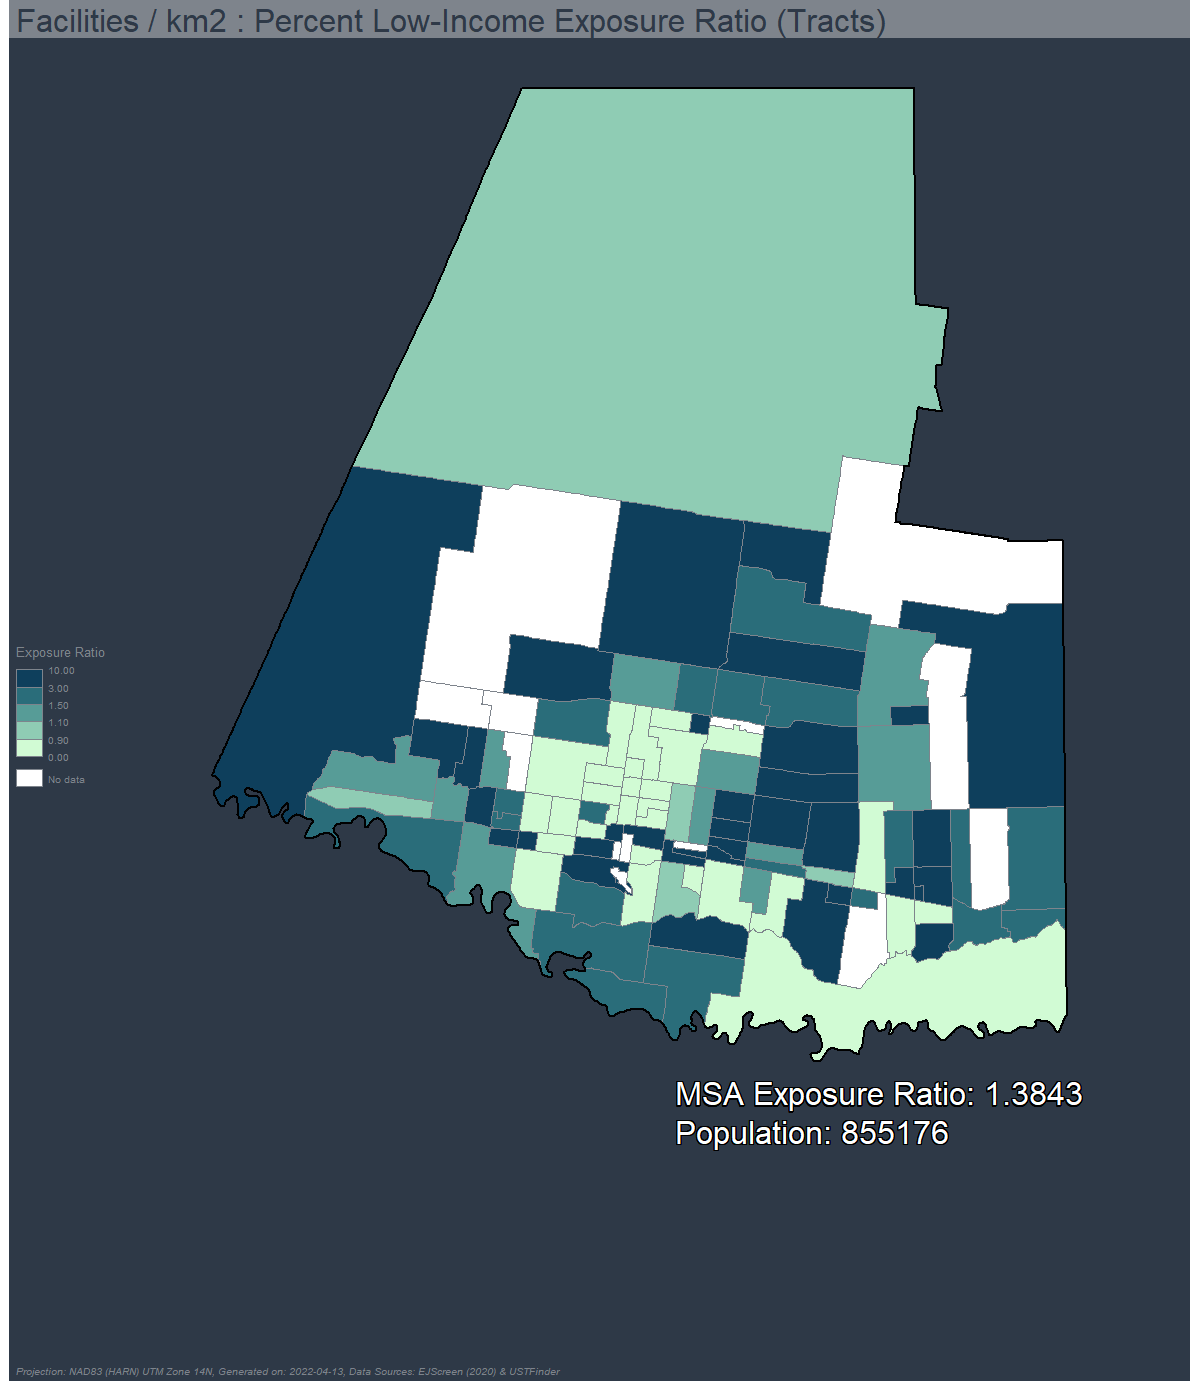 Facilities / km2 : Percent Low-Income Exposure Ratio (Tracts)
Exposure Ratio
10.00
3.00
1.50
1.10
0.90
0.00
No data
MSA Exposure Ratio: 1.3843
Population: 855176
Projection: NAD83 (HARN) UTM Zone 14N, Generated on: 2022-04-13, Data Sources: EJScreen (2020) & USTFinder